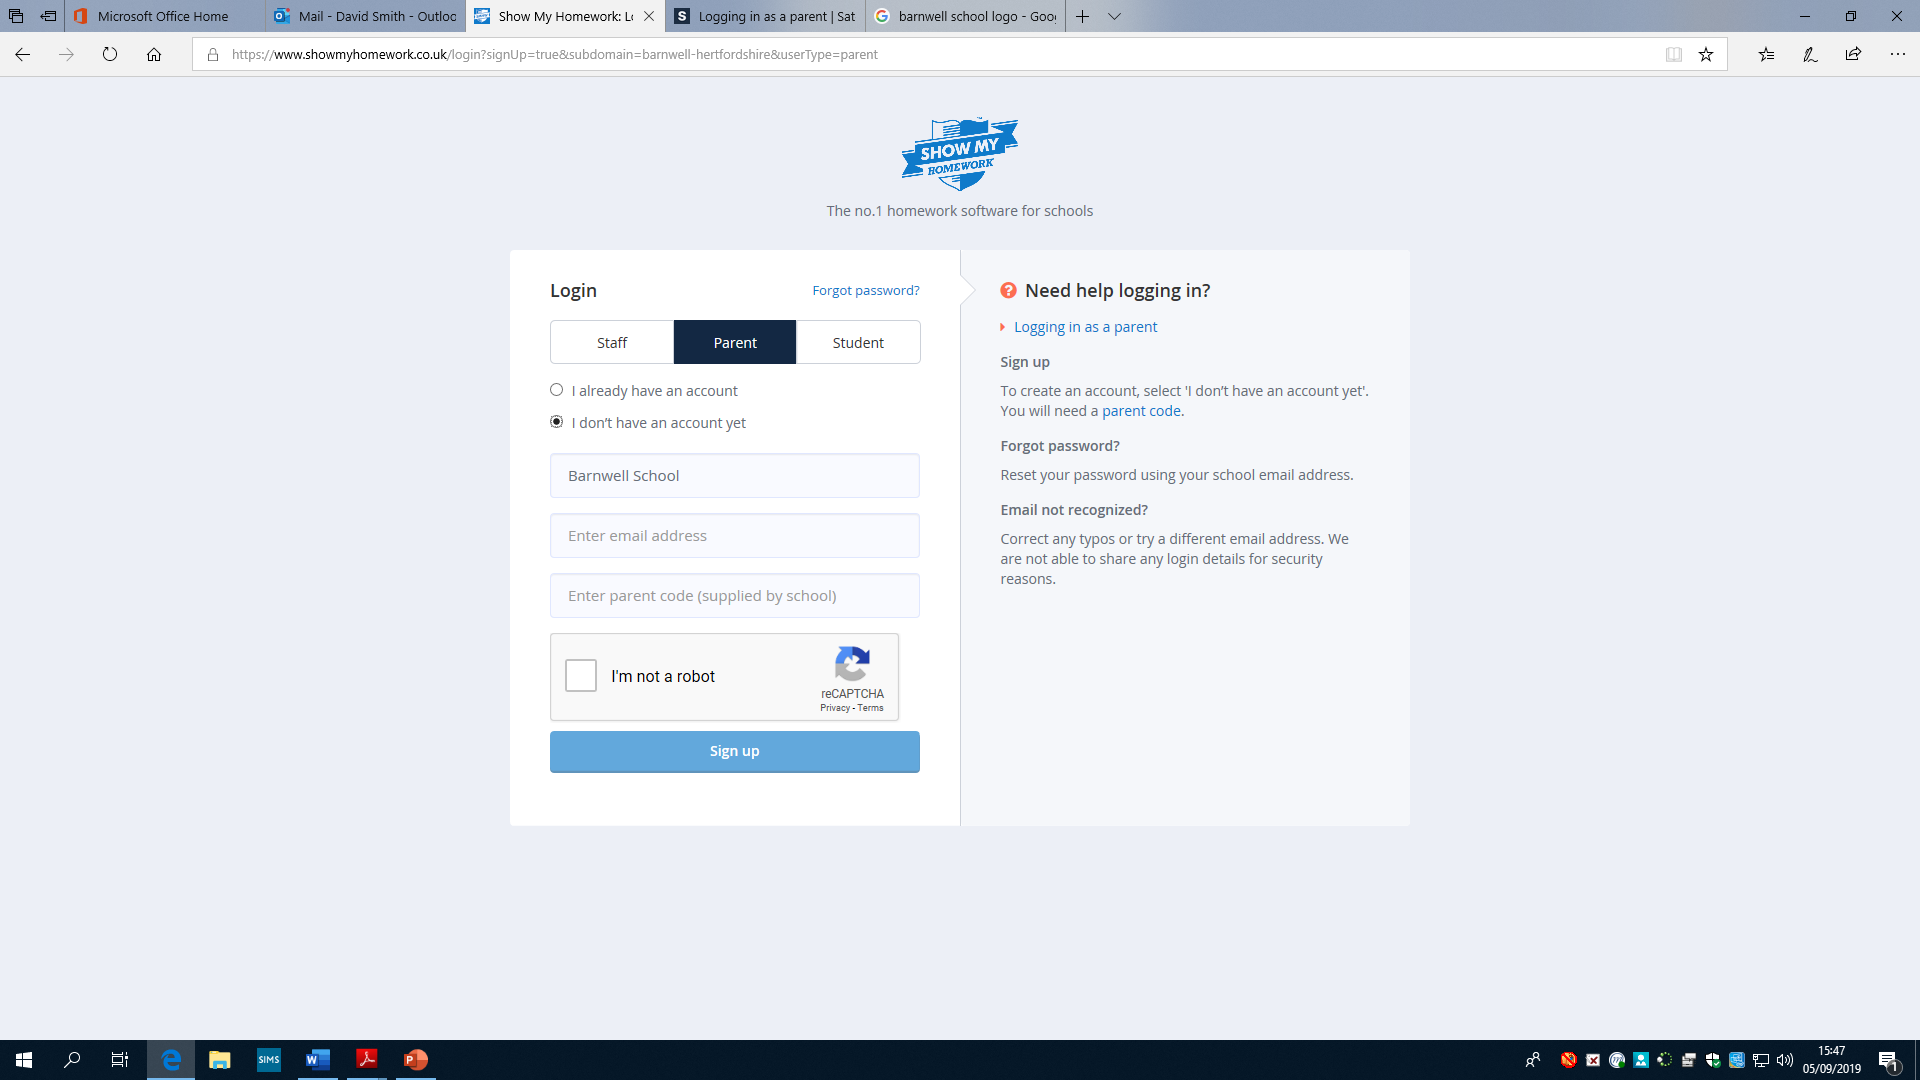 Microsoft Office Home
Mail - David Smith - Outloo
Show My Homework: Lo
Logging in as a parent | Sat
barnwell school logo - Goo
https://www.showmyhomework.co.uk/login?signUp=true&subdomain=barnwell-hertfordshire&userType=parent
SHOW MY
HOMEWORK
The no.1 homework software for schools
Login
Forgot password?
Staff
Parent
Student
I already have an account
I don't have an account yet
Barnwell School
Enter email address
Enter parent code (supplied by school)
I'm not a robot
reCAPTCHA
Privacy - Terms
Sign up
Need help logging in?
Logging in as a parent
Sign up
To create an account, select 'I don't have an account yet'.
You will need a parent code.
Forgot password?
Reset your password using your school email address.
Email not recognized?
Correct any typos or try a different email address. We
are not able to share any login details for security
reasons.
SIMS
15:47
05/09/2019
1